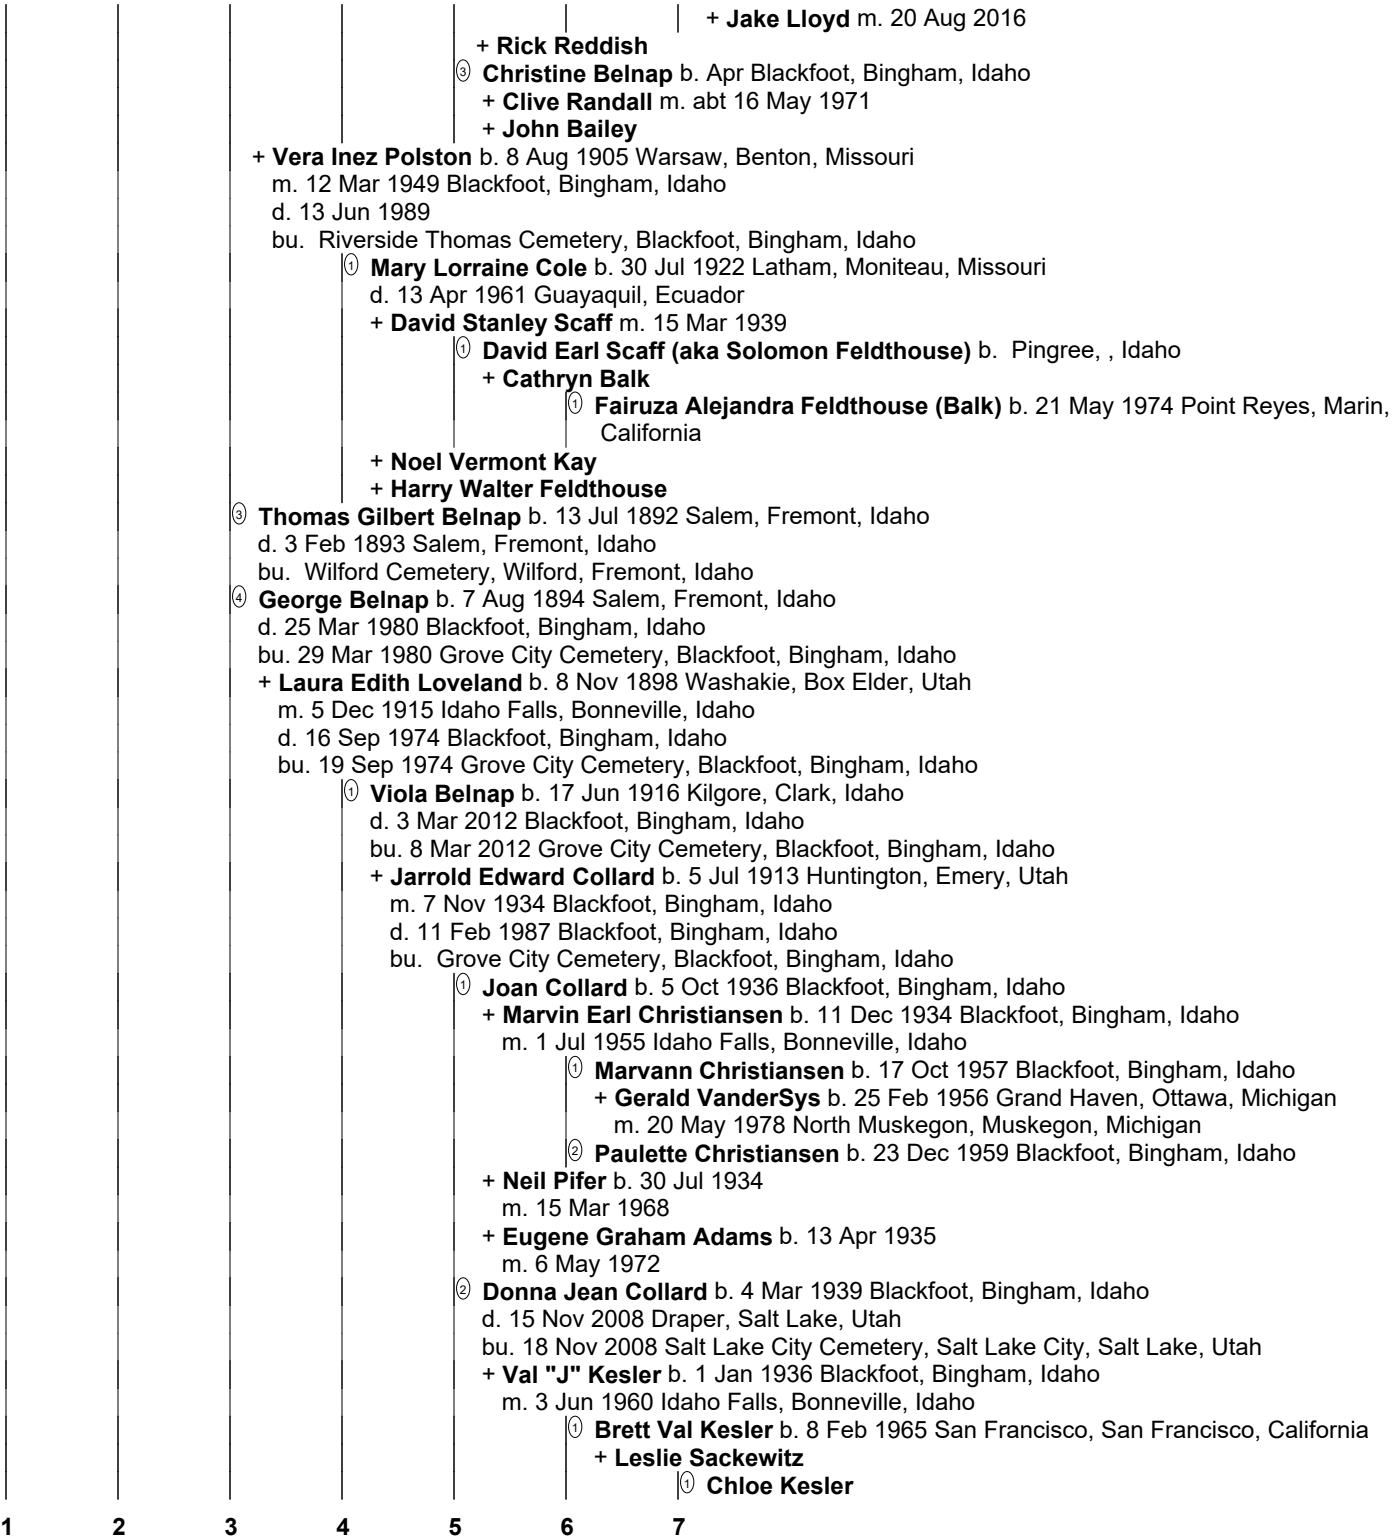 + Jake Lloyd m. 20 Aug 2016
+ Rick Reddish
3 Christine Belnap b. Apr Blackfoot, Bingham, Idaho
+ Clive Randall m. abt 16 May 1971
+ John Bailey
+ Vera Inez Polston b. 8 Aug 1905 Warsaw, Benton, Missouri
m. 12 Mar 1949 Blackfoot, Bingham, Idaho
d. 13 Jun 1989
bu. Riverside Thomas Cemetery, Blackfoot, Bingham, Idaho
1 Mary Lorraine Cole b. 30 Jul 1922 Latham, Moniteau, Missouri
d. 13 Apr 1961 Guayaquil, Ecuador
+ David Stanley Scaff m. 15 Mar 1939
1 David Earl Scaff (aka Solomon Feldthouse) b. Pingree, , Idaho
+ Cathryn Balk
1 Fairuza Alejandra Feldthouse (Balk) b. 21 May 1974 Point Reyes, Marin,
California
+ Noel Vermont Kay
+ Harry Walter Feldthouse
3 Thomas Gilbert Belnap b. 13 Jul 1892 Salem, Fremont, Idaho
d. 3 Feb 1893 Salem, Fremont, Idaho
bu. Wilford Cemetery, Wilford, Fremont, Idaho
4 George Belnap b. 7 Aug 1894 Salem, Fremont, Idaho
d. 25 Mar 1980 Blackfoot, Bingham, Idaho
bu. 29 Mar 1980 Grove City Cemetery, Blackfoot, Bingham, Idaho
+ Laura Edith Loveland b. 8 Nov 1898 Washakie, Box Elder, Utah
m. 5 Dec 1915 Idaho Falls, Bonneville, Idaho
d. 16 Sep 1974 Blackfoot, Bingham, Idaho
bu. 19 Sep 1974 Grove City Cemetery, Blackfoot, Bingham, Idaho
1 Viola Belnap b. 17 Jun 1916 Kilgore, Clark, Idaho
d. 3 Mar 2012 Blackfoot, Bingham, Idaho
bu. 8 Mar 2012 Grove City Cemetery, Blackfoot, Bingham, Idaho
+ Jarrold Edward Collard b. 5 Jul 1913 Huntington, Emery, Utah
m. 7 Nov 1934 Blackfoot, Bingham, Idaho
d. 11 Feb 1987 Blackfoot, Bingham, Idaho
bu. Grove City Cemetery, Blackfoot, Bingham, Idaho
1 Joan Collard b. 5 Oct 1936 Blackfoot, Bingham, Idaho
+ Marvin Earl Christiansen b. 11 Dec 1934 Blackfoot, Bingham, Idaho
m. 1 Jul 1955 Idaho Falls, Bonneville, Idaho
1 Marvann Christiansen b. 17 Oct 1957 Blackfoot, Bingham, Idaho
+ Gerald VanderSys b. 25 Feb 1956 Grand Haven, Ottawa, Michigan
m. 20 May 1978 North Muskegon, Muskegon, Michigan
2 Paulette Christiansen b. 23 Dec 1959 Blackfoot, Bingham, Idaho
+ Neil Pifer b. 30 Jul 1934
m. 15 Mar 1968
+ Eugene Graham Adams b. 13 Apr 1935
m. 6 May 1972
2 Donna Jean Collard b. 4 Mar 1939 Blackfoot, Bingham, Idaho
d. 15 Nov 2008 Draper, Salt Lake, Utah
bu. 18 Nov 2008 Salt Lake City Cemetery, Salt Lake City, Salt Lake, Utah
+ Val "J" Kesler b. 1 Jan 1936 Blackfoot, Bingham, Idaho
m. 3 Jun 1960 Idaho Falls, Bonneville, Idaho
1 Brett Val Kesler b. 8 Feb 1965 San Francisco, San Francisco, California
+ Leslie Sackewitz
1 Chloe Kesler
1 2 3 4 5 6 7